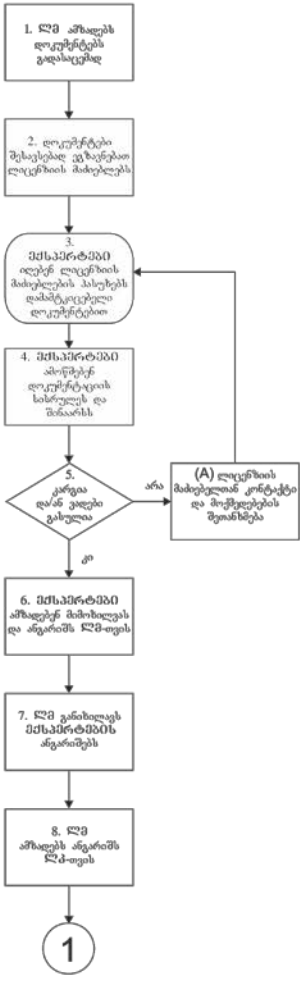 1. ლმ ამზადებს
დოკუმენტებს
გადასაცემად
2. დოკუმენტები
შესავსებად ეგზავნებათ
ლიცენზიის მაძიებლებს
3.
ექსპერტები
იღებენ ლიცენზიის
მაძიებლების პასუხებს
დამამტკიცებელი
დოკუმენტებით
4. ექსპერტები
ამოწმებენ
დოკუმენტაციის
სისრულეს და
შინაარსს
5.
კარგია
და/ან ვადები
გასულია
არა
(A) ლიცენზიის
მაძიებელთან კონტაქტი
და მოქმედებების
შეთანხმება
კი
6. ექსპერტები
ამზადებენ მიმოხილვას
და ანგარიშს ლმ-თვის
7. ლმ განიხილავს
ექსპერტების
ანგარიშებს
8. ლმ
ამზადებს ანგარიშს
ლპ-თვის
1